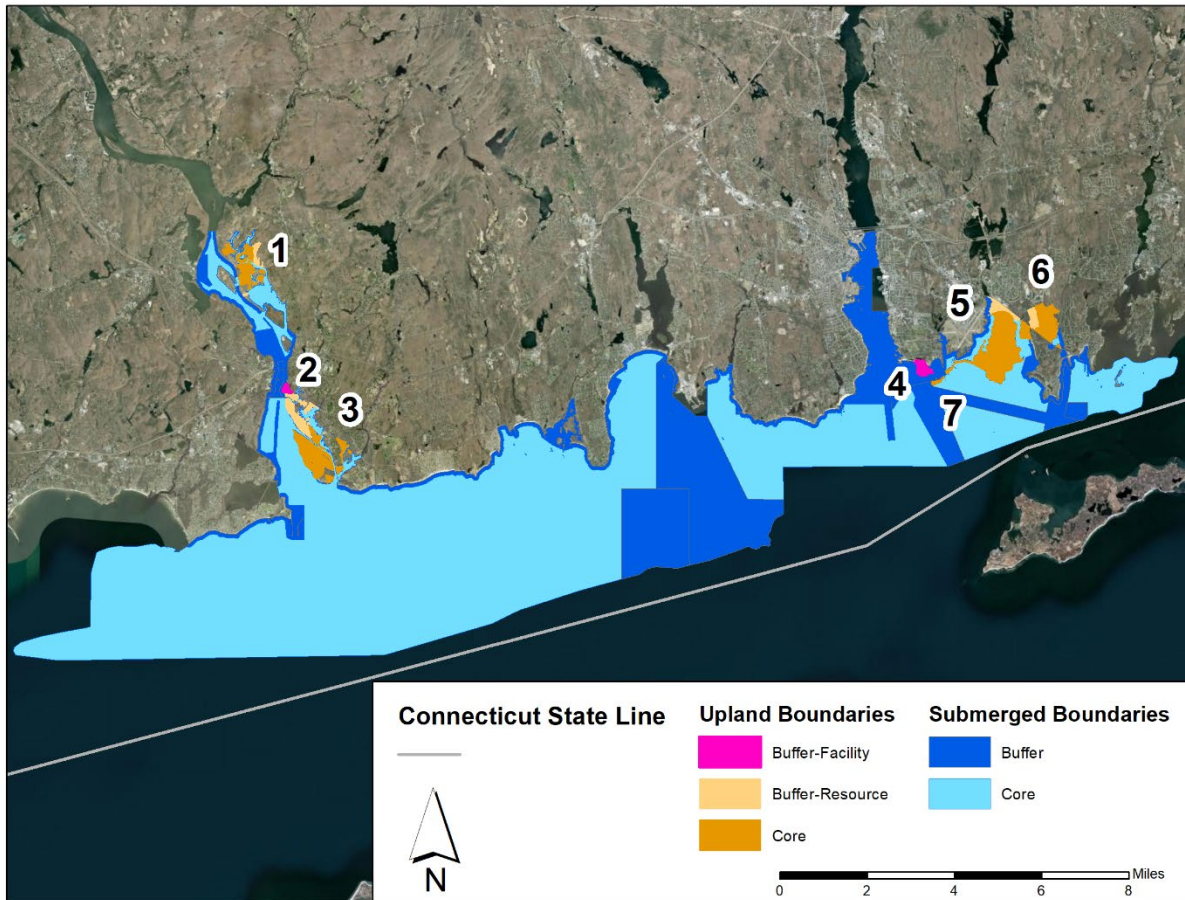 1
2
3
4
5
6
7
Connecticut State Line
N
Upland Boundaries
Buffer-Facility
Buffer-Resource
Core
Submerged Boundaries
Buffer
Core
Miles
0 2 4 6 8